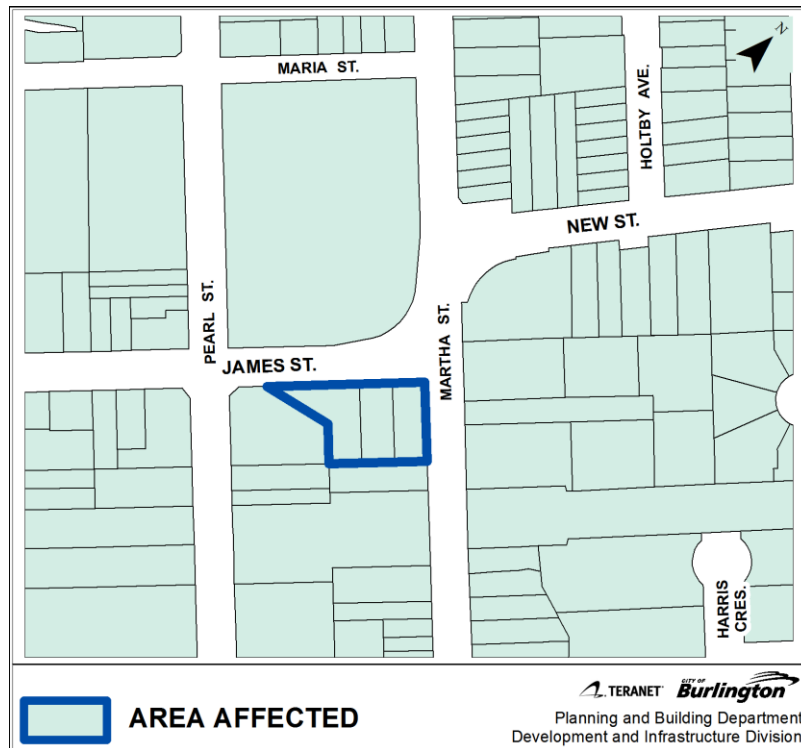 N
MARIA ST.
HOLTBY AVE.
NEW ST.
PEARL ST.
MARTHA ST.
JAMES ST.
HARRIS
CRES.
AREA AFFECTED
TERANET
CITY OF
Burlington
Planning and Building Department
Development and Infrastructure Division